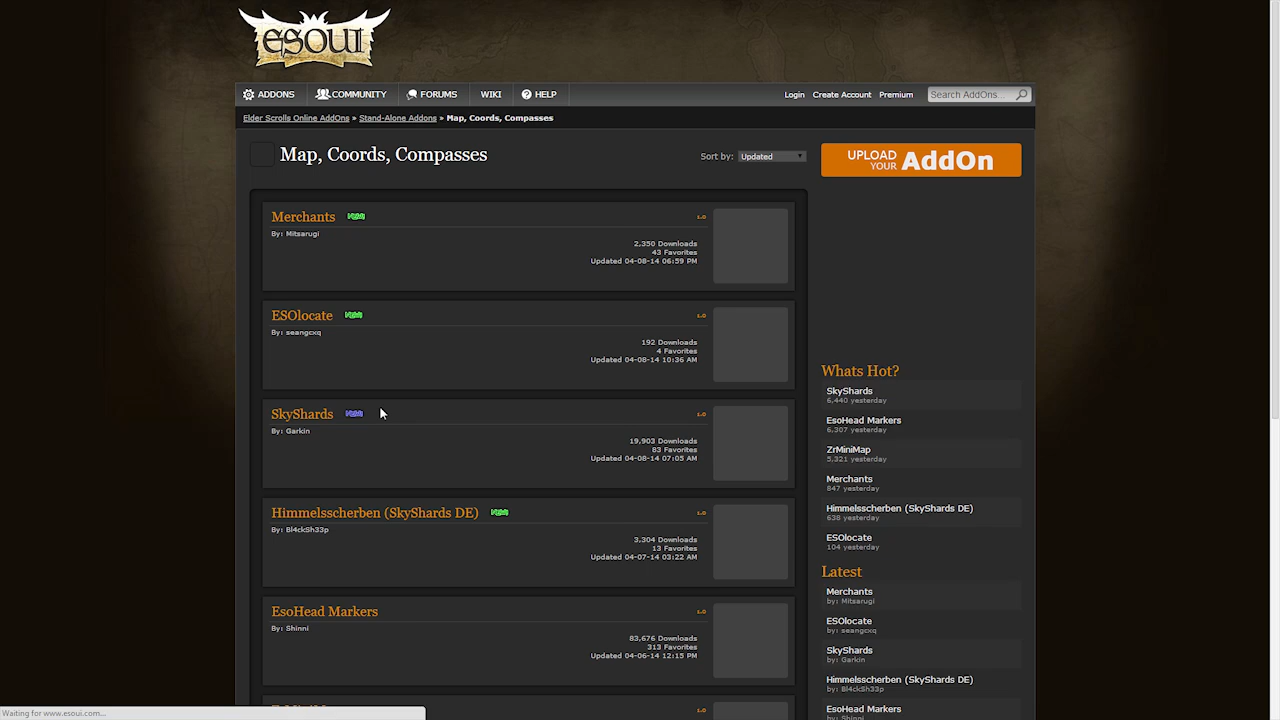 ESOUI
ADDONS COMMUNITY FORUMS WIKI HELP
Login Create Account Premium Search AddOns...
Elder Scrolls Online AddOns » Stand-Alone Addons » Map, Coords, Compasses
Map, Coords, Compasses
Sort by: Updated
UPLOAD YOUR AddOn
Merchants
By: Mitsarugi
2,350 Downloads
43 Favorites
Updated 04-08-14 06:59 PM
ESOlocate
By: seangcxq
192 Downloads
4 Favorites
Updated 04-08-14 10:36 AM
SkyShards
By: Garkin
19,903 Downloads
83 Favorites
Updated 04-08-14 07:05 AM
Himmelsscherben (SkyShards DE)
By: Bl4ckSh33p
3,304 Downloads
13 Favorites
Updated 04-07-14 03:22 AM
EsoHead Markers
By: Shinni
83,676 Downloads
313 Favorites
Updated 04-06-14 12:15 PM
Whats Hot?
SkyShards
6,440 yesterday
EsoHead Markers
6,307 yesterday
ZrMiniMap
5,321 yesterday
Merchants
847 yesterday
Himmelsscherben (SkyShards DE)
638 yesterday
ESOlocate
104 yesterday
Latest
Merchants
by: Mitsarugi
ESOlocate
by: seangcxq
SkyShards
by: Garkin
Himmelsscherben (SkyShards DE)
by: Bl4ckSh33p
EsoHead Markers
by: Shinni
Waiting for www.esoui.com...